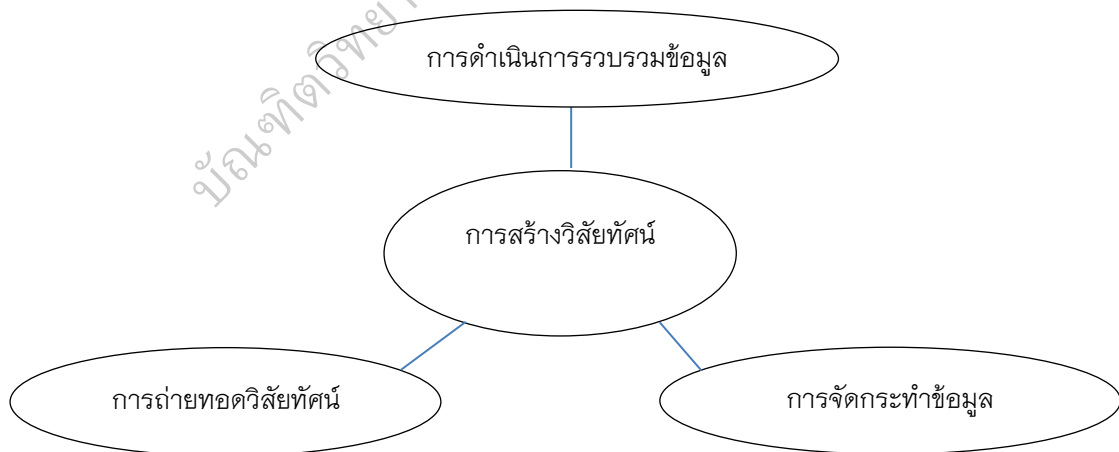 การดำเนินการรวบรวมข้อมูล
การสร้างวิสัยทัศน์
การถ่ายทอดวิสัยทัศน์
การจัดกระทำข้อมูล